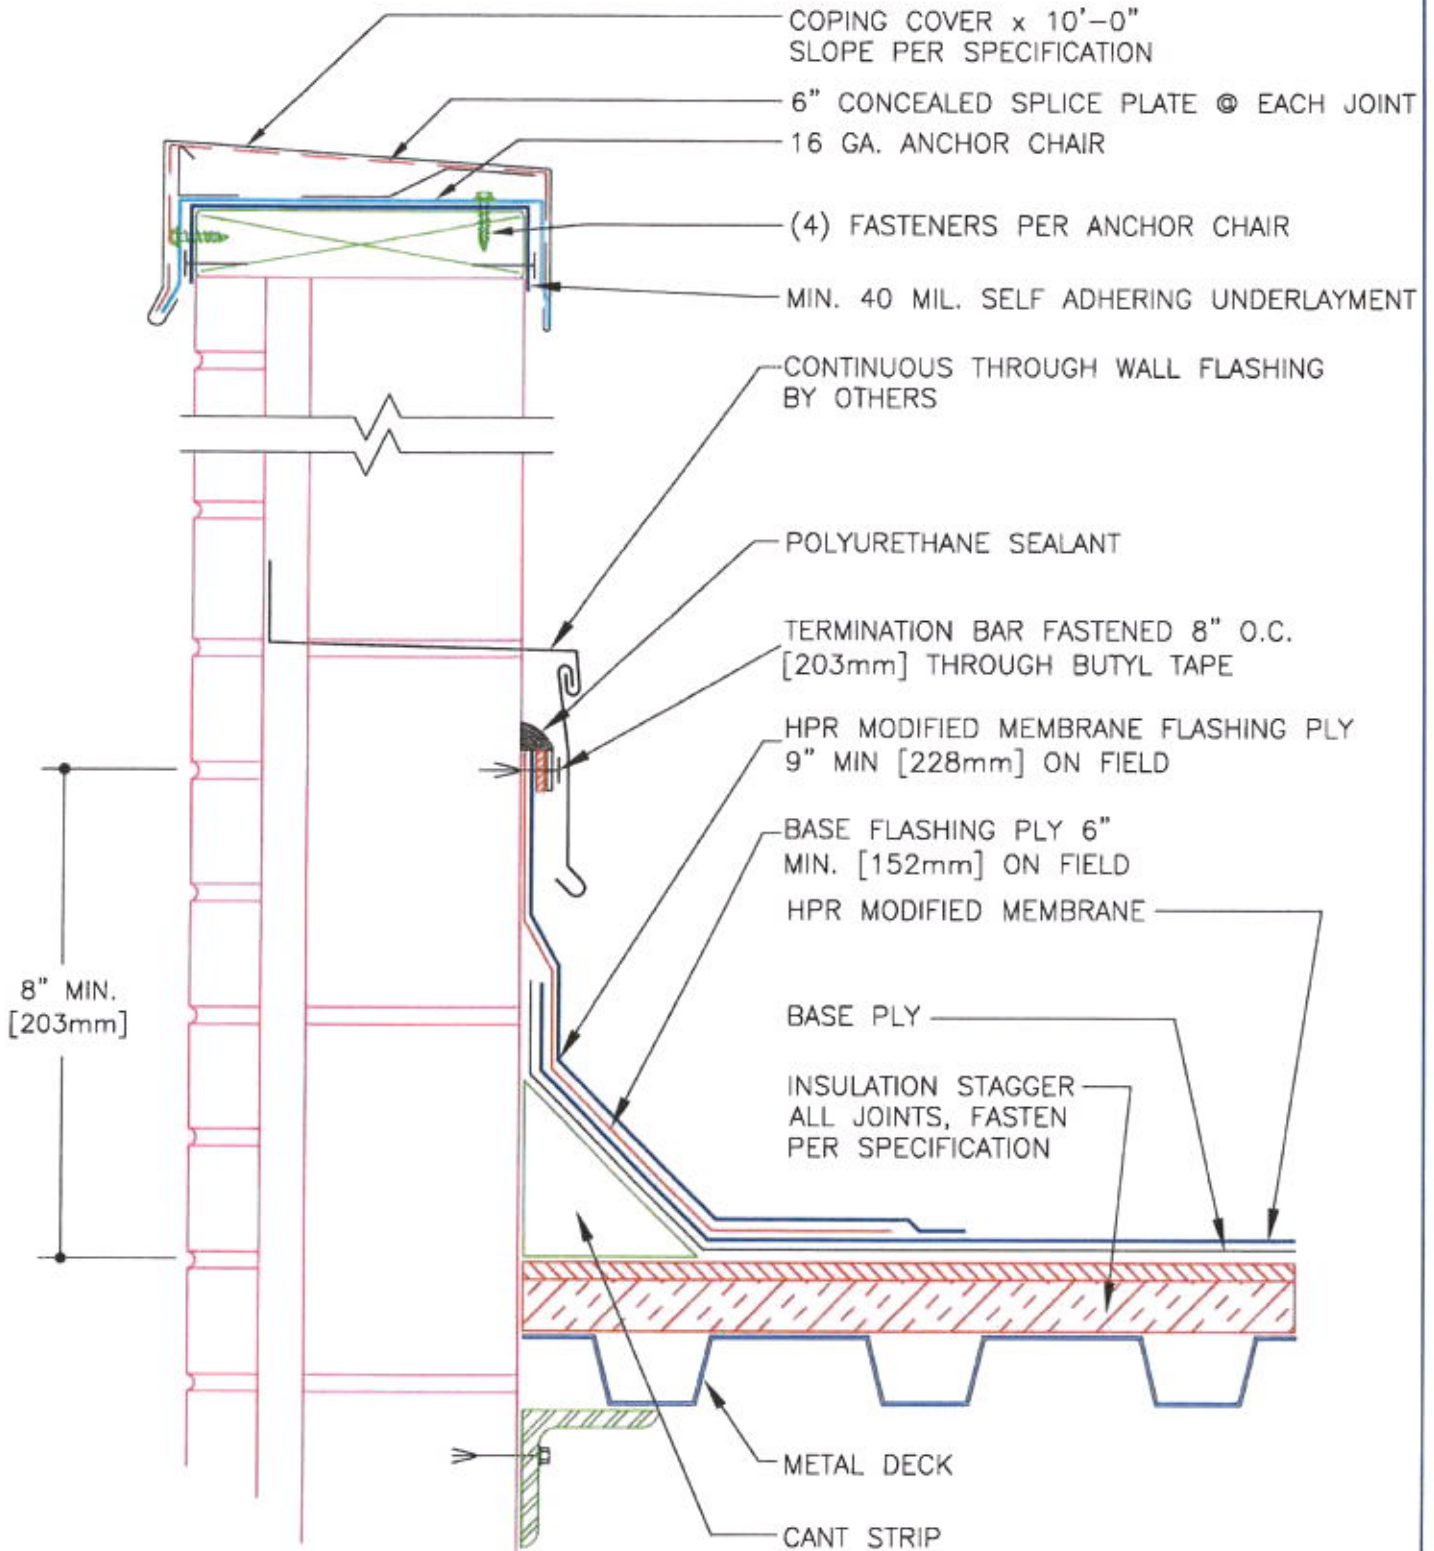 COPING COVER x 10'-0"
SLOPE PER SPECIFICATION
6" CONCEALED SPLICE PLATE @ EACH JOINT
16 GA. ANCHOR CHAIR
(4) FASTENERS PER ANCHOR CHAIR
MIN. 40 MIL. SELF ADHERING UNDERLAYMENT
CONTINUOUS THROUGH WALL FLASHING
BY OTHERS
POLYURETHANE SEALANT
TERMINATION BAR FASTENED 8" O.C.
[203mm] THROUGH BUTYL TAPE
HPR MODIFIED MEMBRANE FLASHING PLY
9" MIN [228mm] ON FIELD
BASE FLASHING PLY 6"
MIN. [152mm] ON FIELD
HPR MODIFIED MEMBRANE
8" MIN.
[203mm]
BASE PLY
INSULATION STAGGER
ALL JOINTS, FASTEN
PER SPECIFICATION
METAL DECK
CANT STRIP